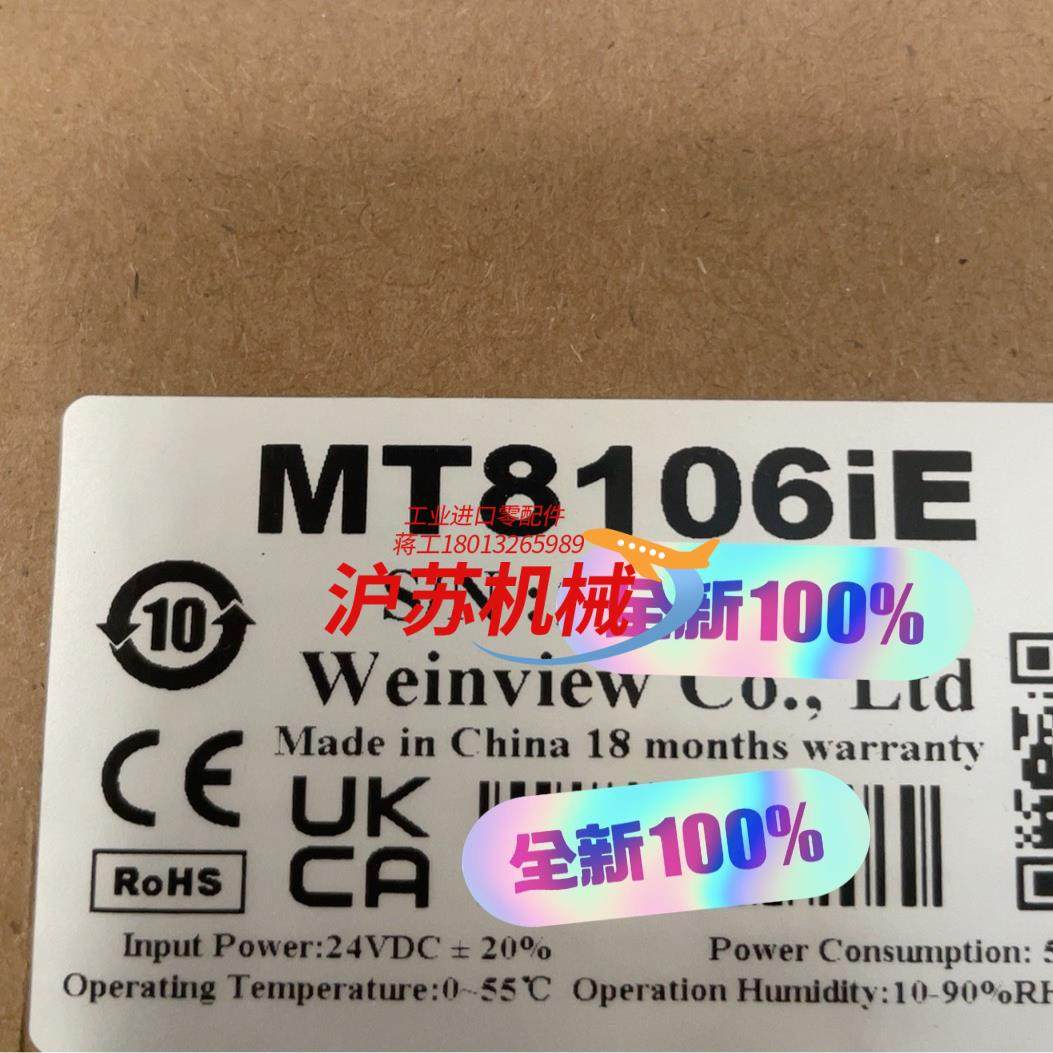 MT8106iE
工业进口零配件
蒋工18013265989
沪苏机械
S/N:
全新100%
10
Weinview Co., Ltd
Made in China 18 months warranty
CE
UK
CA
全新100%
RoHS
Input Power:24VDC ± 20%
Power Consumption: 5
Operating Temperature:0~55℃ Operation Humidity:10-90%RH